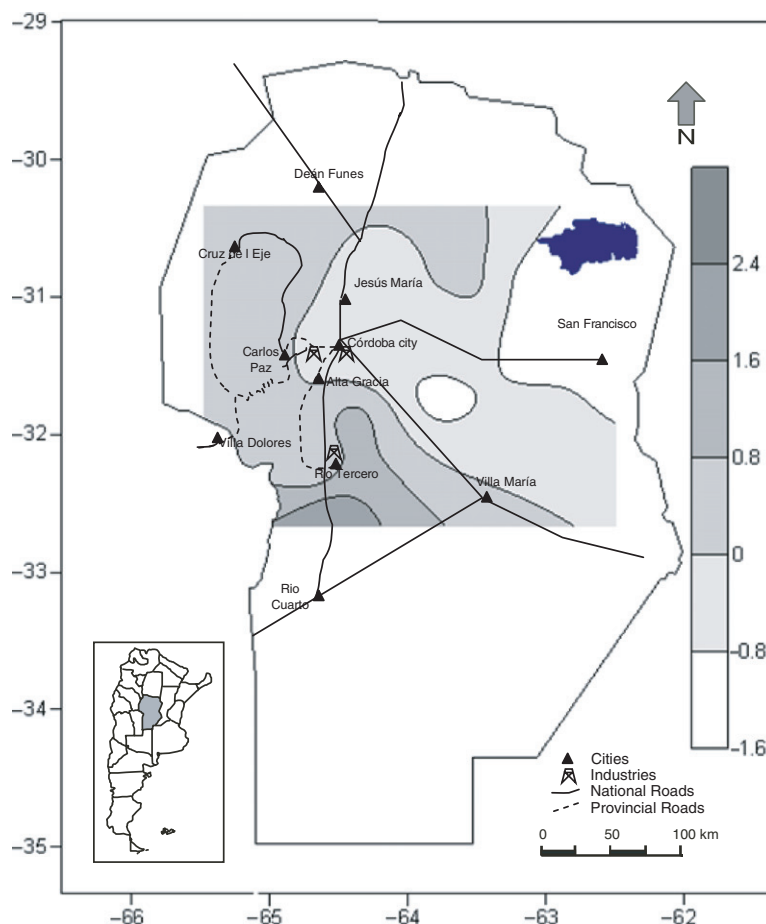 −29
−30
−31
−32
−33
−34
−35
−66
−65
−64
−63
−62
N
2.4
1.6
0.8
0
-0.8
-1.6
Deán Funes
Cruz de l Eje
Jesús María
San Francisco
Córdoba city
Carlos
Paz
Alta Gracia
Villa Dolores
Rio Tercero
Villa María
Rio
Cuarto
Cities
Industries
National Roads
Provincial Roads
0 50 100 km